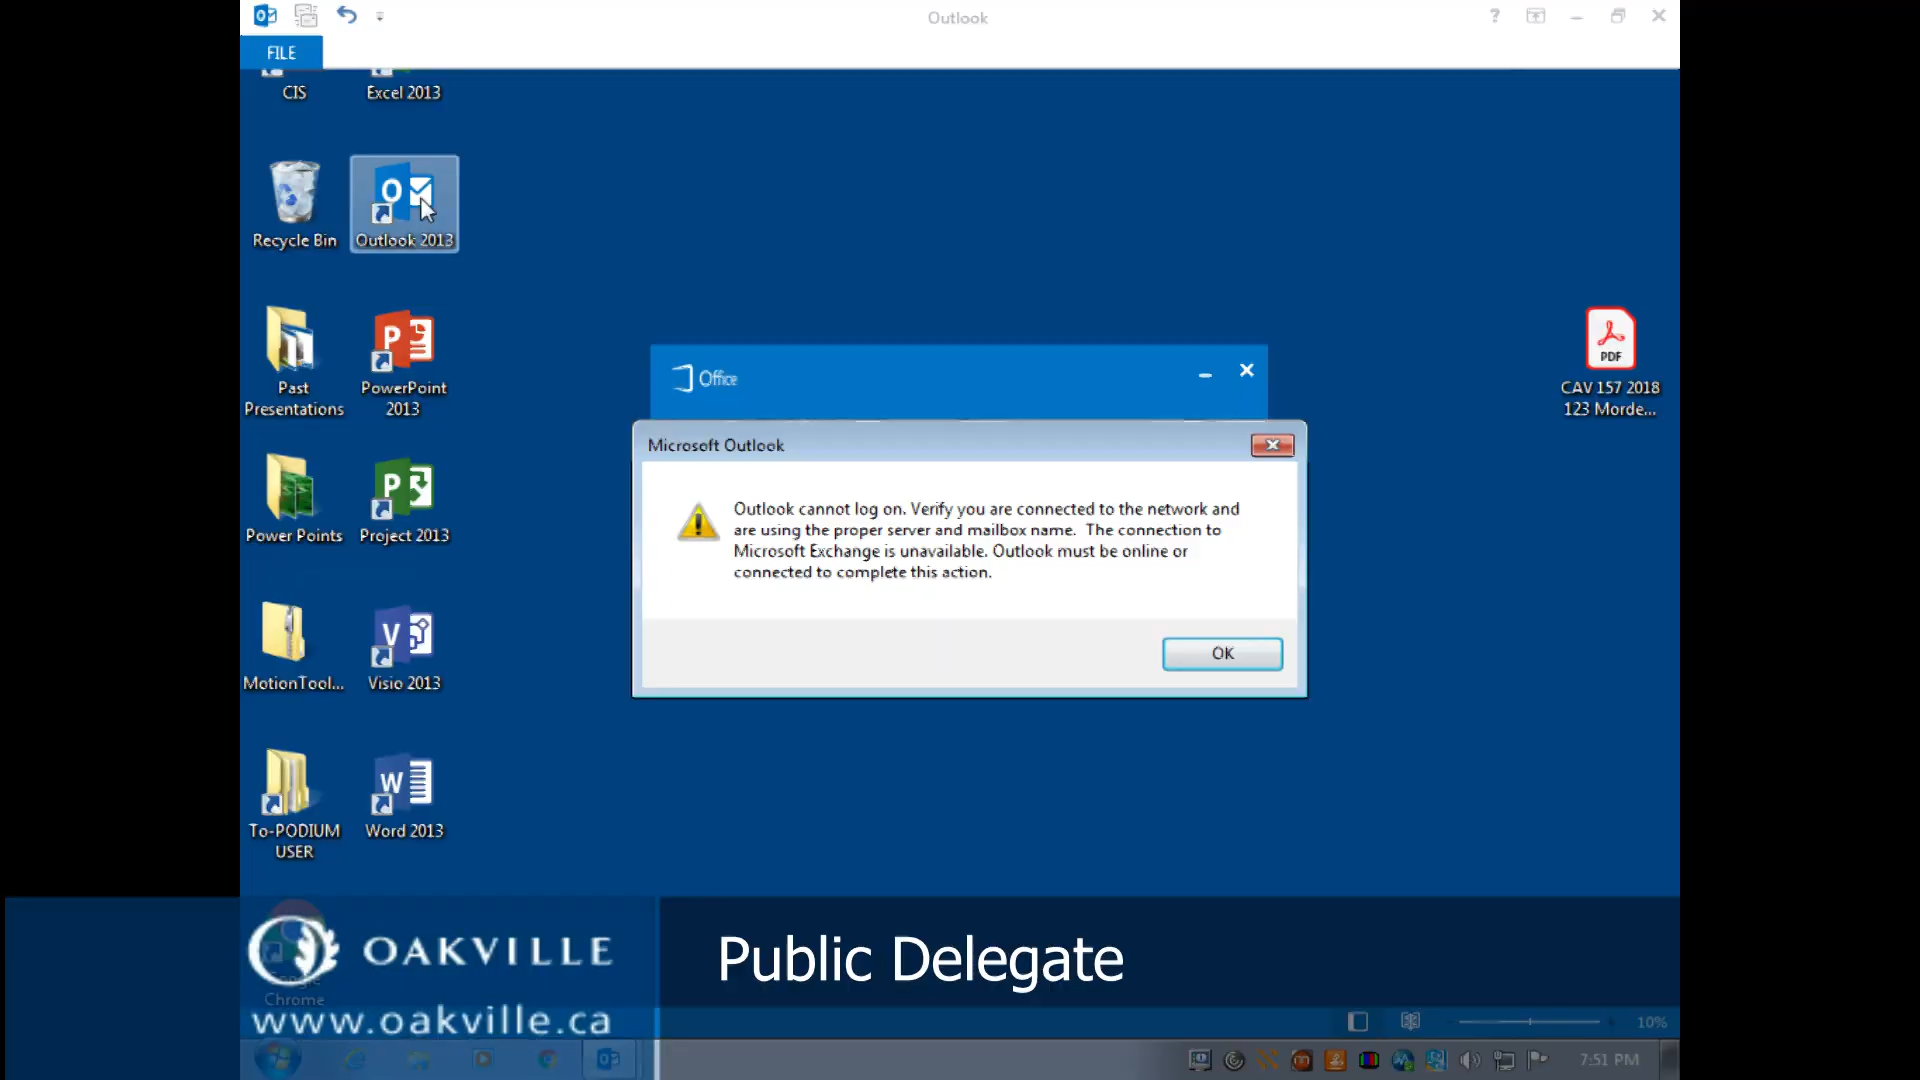 Outlook
FILE
CIS
Excel 2013
Recycle Bin
Outlook 2013
Past
Presentations
PowerPoint
2013
PDF
CAV 157 2018
123 Morde...
Office
Microsoft Outlook
Outlook cannot log on. Verify you are connected to the network and
are using the proper server and mailbox name. The connection to
Microsoft Exchange is unavailable. Outlook must be online or
connected to complete this action.
OK
Power Points
Project 2013
MotionTool...
Visio 2013
To-PODIUM
USER
Word 2013
OAKVILLE
Public Delegate
Chrome
www.oakville.ca
10%
7:51 PM